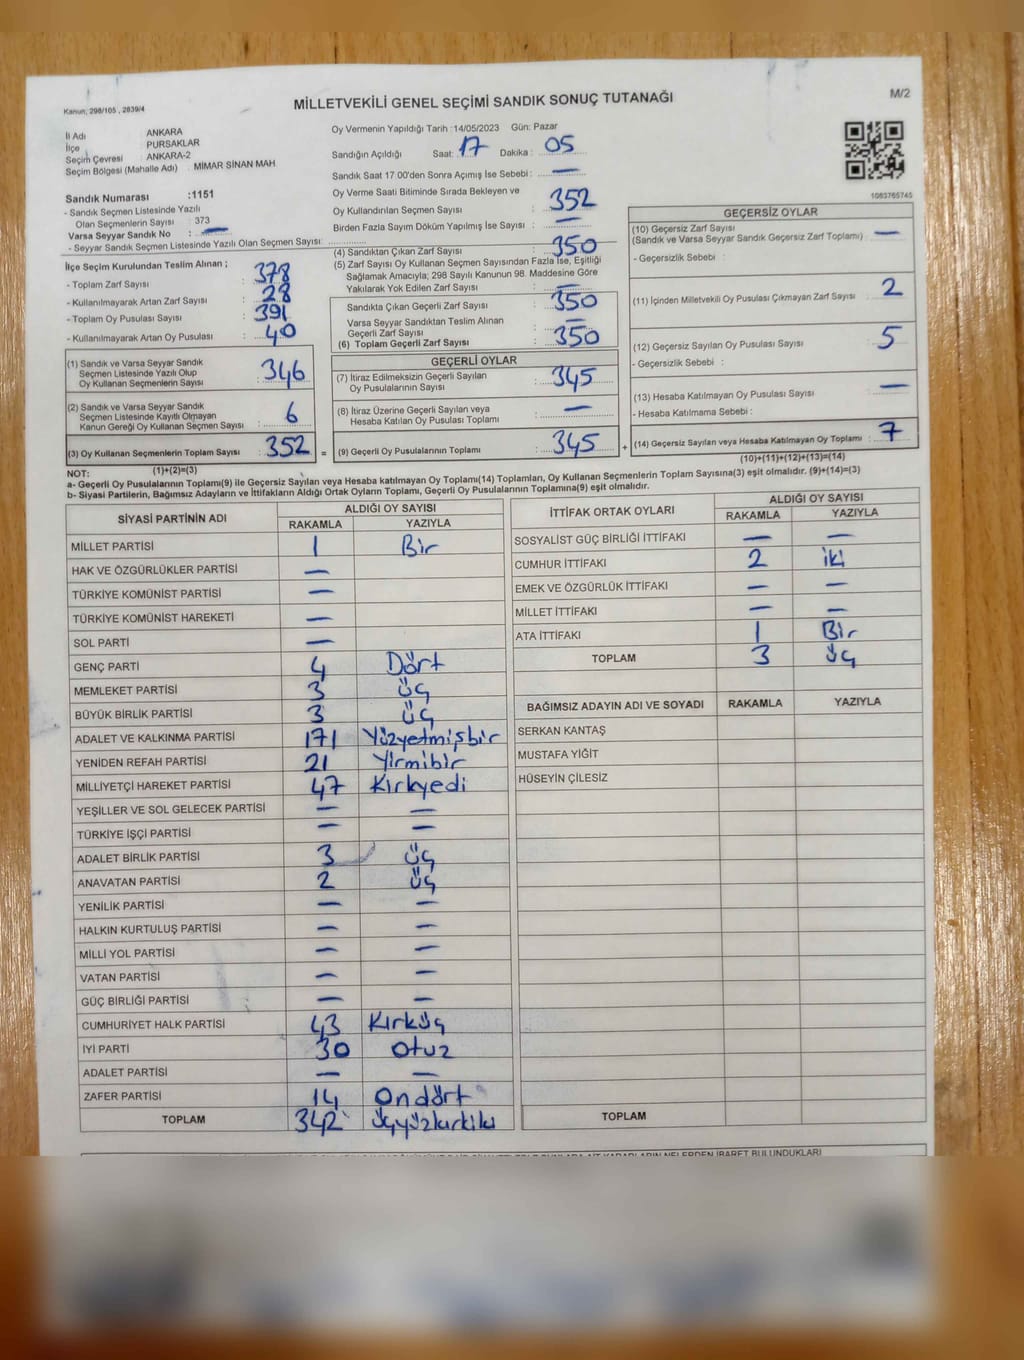 MİLLETVEKİLİ GENEL SEÇİMİ SANDIK SONUÇ TUTANAĞI
M/2
Kanun, 298/105 , 2839/4
İl Adı ANKARA
İlçe PURSAKLAR
Seçim Çevresi ANKARA-2
Seçim Bölgesi (Mahalle Adı) : MİMAR SİNAN MAH
Sandık Numarası :1151
- Sandık Seçmen Listesinde Yazılı
Olan Seçmenlerin Sayısı : 373
Varsa Seyyar Sandık No : —
- Seyyar Sandık Seçmen Listesinde Yazılı Olan Seçmen Sayısı:
İlçe Seçim Kurulundan Teslim Alınan ;
- Toplam Zarf Sayısı : 378
- Kullanılmayarak Artan Zarf Sayısı : 28
- Toplam Oy Pusulası Sayısı : 391
- Kullanılmayarak Artan Oy Pusulası : 40
(1) Sandık ve Varsa Seyyar Sandık
Seçmen Listesinde Yazılı Olup
Oy Kullanan Seçmenlerin Sayısı : 346
(2) Sandık ve Varsa Seyyar Sandık
Seçmen Listesinde Kayıtlı Olmayan
Kanun Gereği Oy Kullanan Seçmen Sayısı : 6
(3) Oy Kullanan Seçmenlerin Toplam Sayısı : 352
(1)+(2)=(3)
Oy Vermenin Yapıldığı Tarih :14/05/2023 Gün: Pazar
Sandığın Açıldığı Saat: 17 Dakika : 05
Sandık Saat 17 00'den Sonra Açımış İse Sebebi : —
Oy Verme Saati Bitiminde Sırada Bekleyen ve
Oy Kullandırılan Seçmen Sayısı : 352
Birden Fazla Sayım Döküm Yapılmış İse Sayısı : —
(4) Sandıktan Çıkan Zarf Sayısı : 350
(5) Zarf Sayısı Oy Kullanan Seçmen Sayısından Fazla İse, Eşitliği
Sağlamak Amacıyla; 298 Sayılı Kanunun 98. Maddesine Göre
Yakılarak Yok Edilen Zarf Sayısı : —
Sandıkta Çıkan Geçerli Zarf Sayısı : 350
Varsa Seyyar Sandıktan Teslim Alınan
Geçerli Zarf Sayısı : —
(6) Toplam Geçerli Zarf Sayısı : 350
GEÇERLİ OYLAR
(7) İtiraz Edilmeksizin Geçerli Sayılan
Oy Pusulalarının Sayısı : 345
(8) İtiraz Üzerine Geçerli Sayılan veya
Hesaba Katılan Oy Pusulası Toplamı : —
= (9) Geçerli Oy Pusulalarının Toplamı : 345 +
1083765745
GEÇERSİZ OYLAR
(10) Geçersiz Zarf Sayısı
(Sandık ve Varsa Seyyar Sandık Geçersiz Zarf Toplamı) : —
- Geçersizlik Sebebi :
(11) İçinden Milletvekili Oy Pusulası Çıkmayan Zarf Sayısı : 2
(12) Geçersiz Sayılan Oy Pusulası Sayısı : 5
- Geçersizlik Sebebi :
(13) Hesaba Katılmayan Oy Pusulası Sayısı : —
- Hesaba Katılmama Sebebi :
(14) Geçersiz Sayılan veya Hesaba Katılmayan Oy Toplamı : 7
(10)+(11)+(12)+(13)=(14)
NOT:
a- Geçerli Oy Pusulalarının Toplamı(9) ile Geçersiz Sayılan veya Hesaba katılmayan Oy Toplamı(14) Toplamları, Oy Kullanan Seçmenlerin Toplam Sayısına(3) eşit olmalıdır. (9)+(14)=(3)
b- Siyasi Partilerin, Bağımsız Adayların ve İttifakların Aldığı Ortak Oyların Toplamı, Geçerli Oy Pusulalarının Toplamına(9) eşit olmalıdır.
SİYASİ PARTİNİN ADI ALDIĞI OY SAYISI
RAKAMLA YAZIYLA
MİLLET PARTİSİ 1 Bir
HAK VE ÖZGÜRLÜKLER PARTİSİ —
TÜRKİYE KOMÜNİST PARTİSİ —
TÜRKİYE KOMÜNİST HAREKETİ —
SOL PARTİ —
GENÇ PARTİ 4 Dört
MEMLEKET PARTİSİ 3 üç
BÜYÜK BİRLİK PARTİSİ 3 üç
ADALET VE KALKINMA PARTİSİ 171 Yüzyetmişbir
YENİDEN REFAH PARTİSİ 21 Yirmibir
MİLLİYETÇİ HAREKET PARTİSİ 47 Kırkyedi
YEŞİLLER VE SOL GELECEK PARTİSİ — —
TÜRKİYE İŞÇİ PARTİSİ — —
ADALET BİRLİK PARTİSİ 3 üç
ANAVATAN PARTİSİ 2 üç
YENİLİK PARTİSİ — —
HALKIN KURTULUŞ PARTİSİ — —
MİLLİ YOL PARTİSİ — —
VATAN PARTİSİ — —
GÜÇ BİRLİĞİ PARTİSİ — —
CUMHURİYET HALK PARTİSİ 43 Kırküç
İYİ PARTİ 30 otuz
ADALET PARTİSİ — —
ZAFER PARTİSİ 14 Ondört
TOPLAM 342 üçyüzkırkiki
İTTİFAK ORTAK OYLARI ALDIĞI OY SAYISI
RAKAMLA YAZIYLA
SOSYALİST GÜÇ BİRLİĞİ İTTİFAKI — —
CUMHUR İTTİFAKI 2 iki
EMEK VE ÖZGÜRLÜK İTTİFAKI — —
MİLLET İTTİFAKI — —
ATA İTTİFAKI 1 Bir
TOPLAM 3 üç
BAĞIMSIZ ADAYIN ADI VE SOYADI RAKAMLA YAZIYLA
SERKAN KANTAŞ
MUSTAFA YİĞİT
HÜSEYİN ÇİLESİZ
TOPLAM